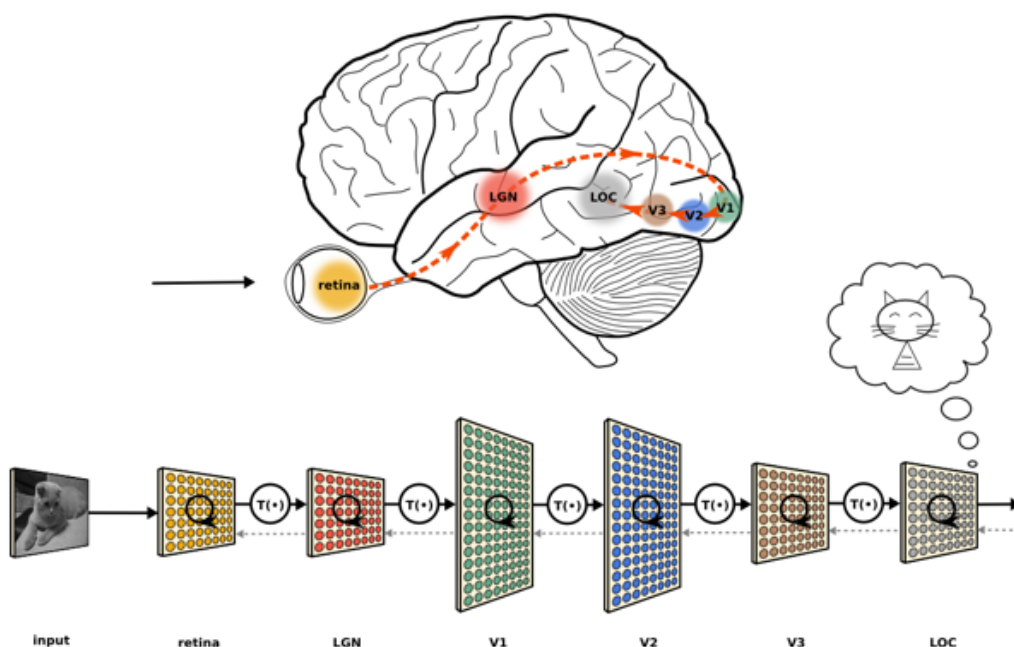 LGN
LOC
V3
V2
V1
retina
T(•)
T(•)
T(•)
T(•)
T(•)
input
retina
LGN
V1
V2
V3
LOC